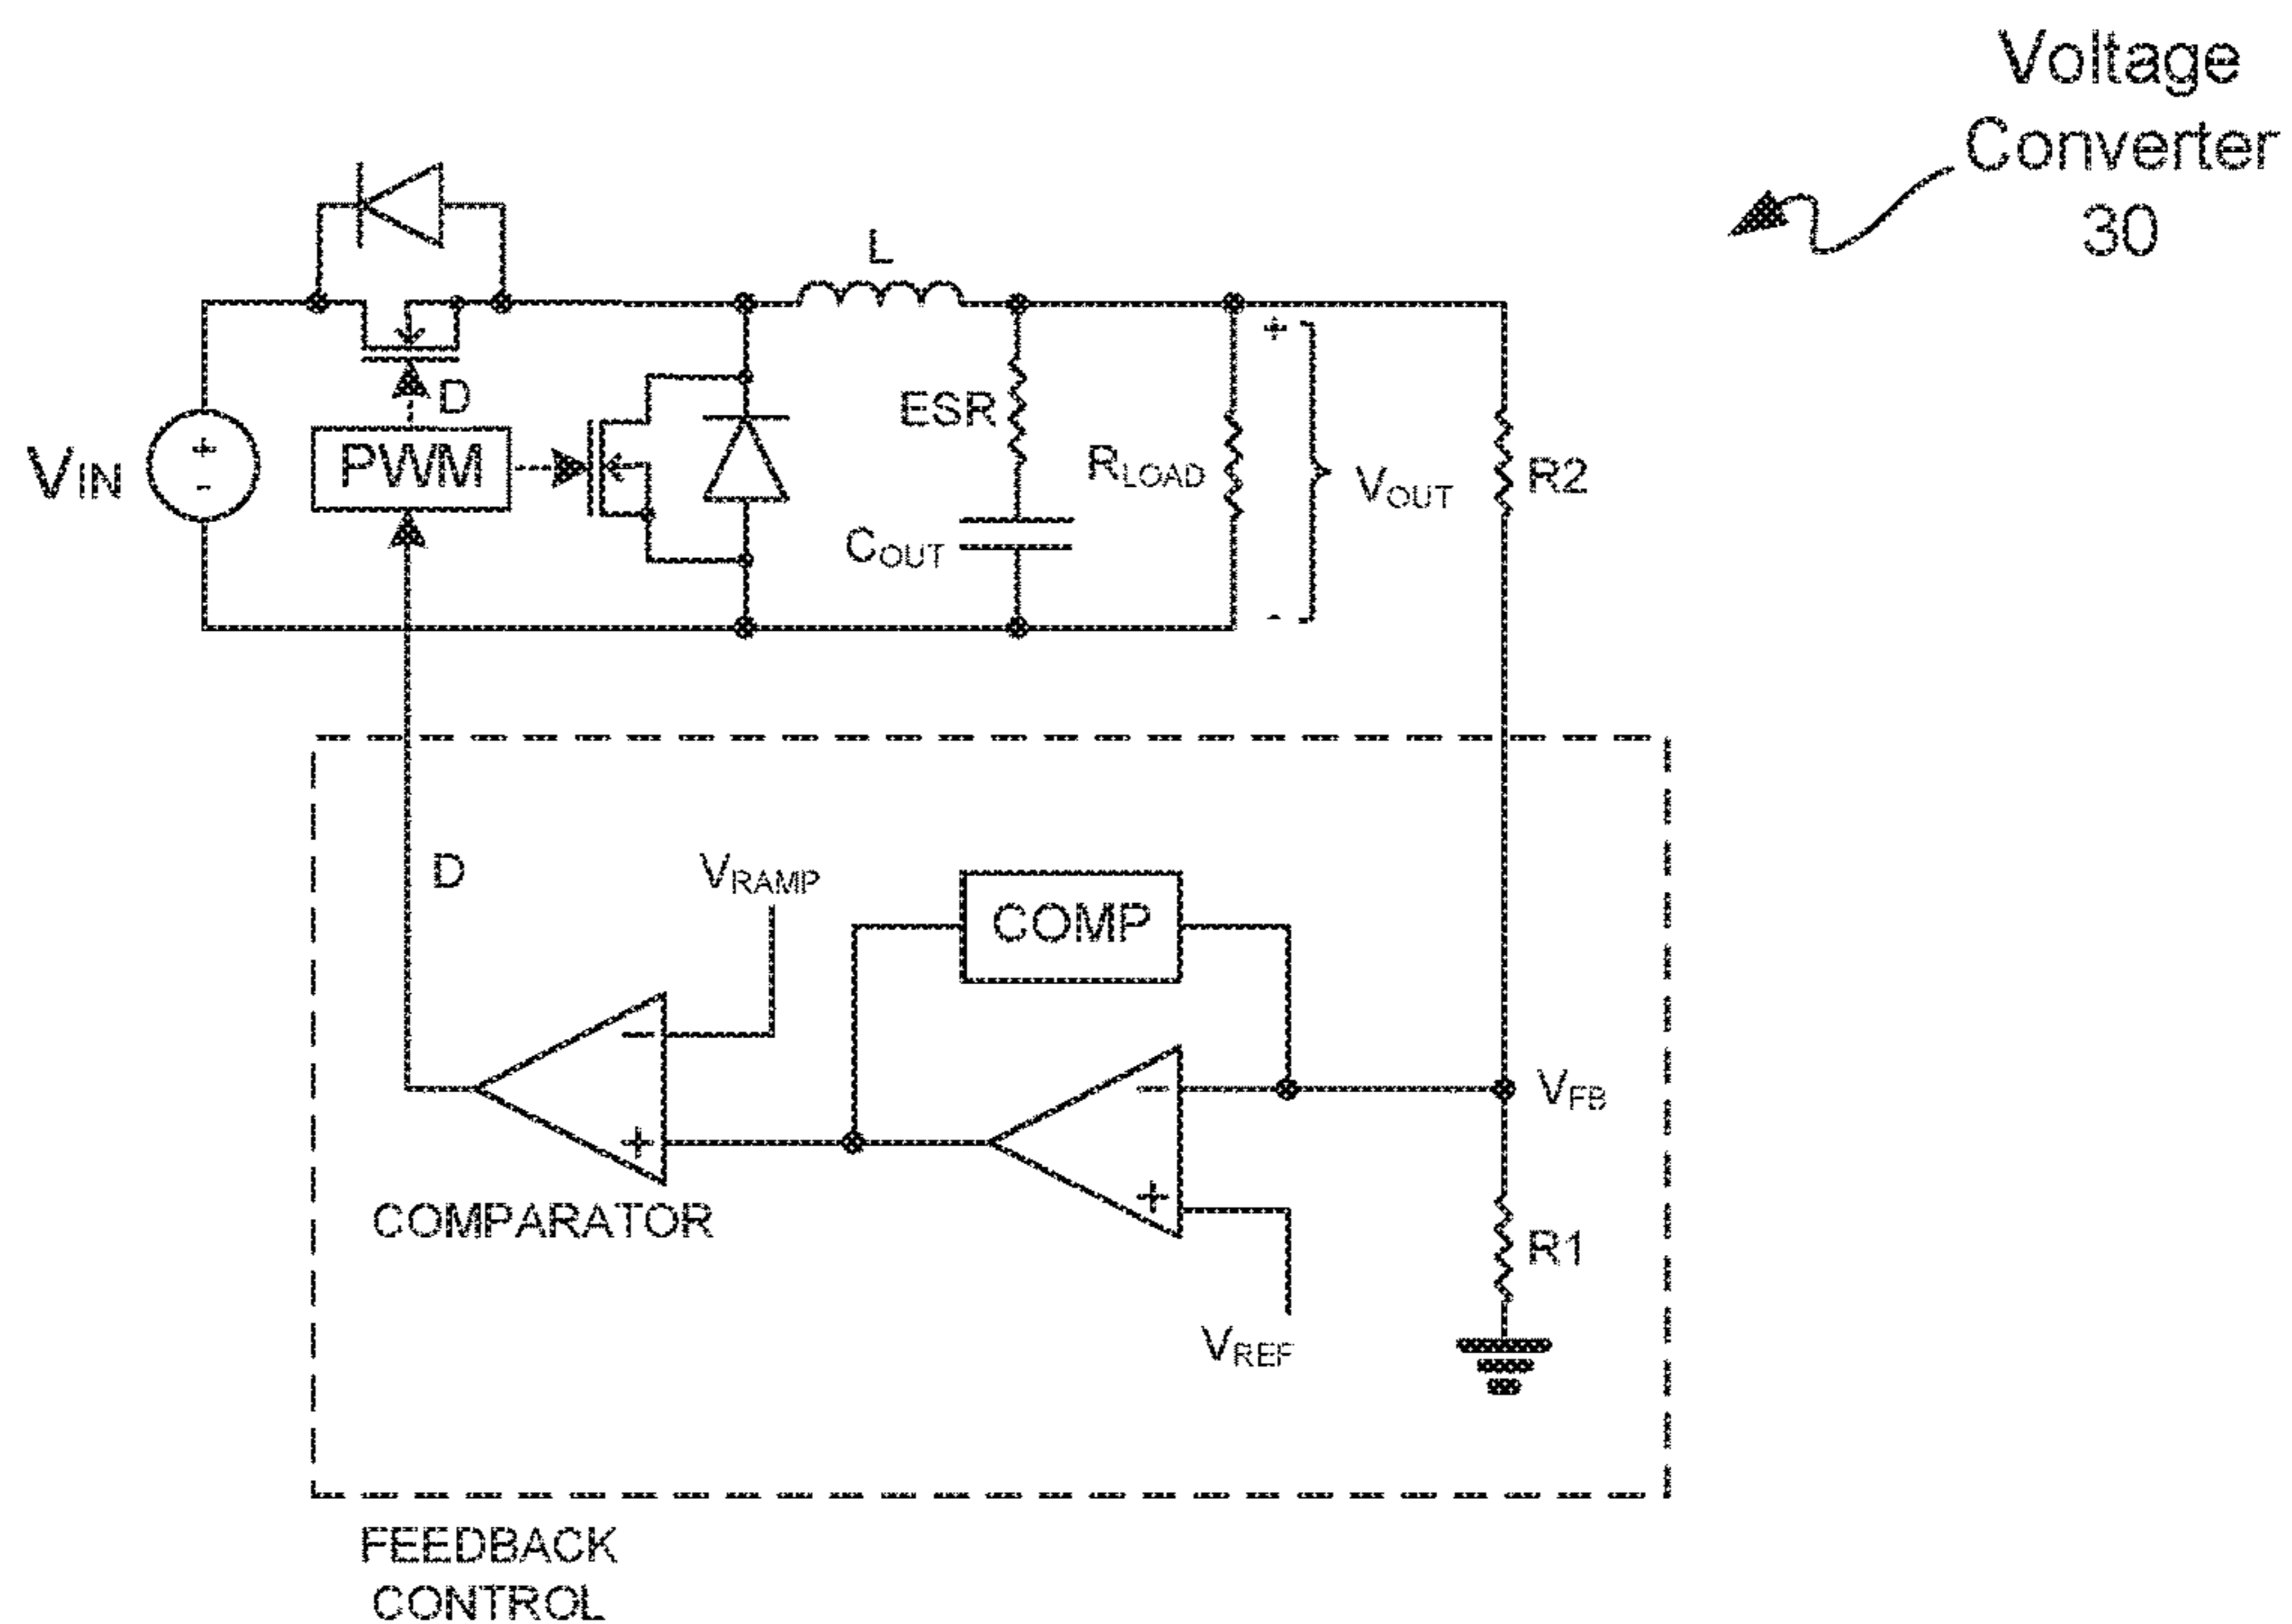 Voltage
Converter
30
L
D
ESR
VIN
+
-
PWM
RLOAD
+
-
VOUT
R2
COUT
D
VRAMP
COMP
−
+
−
+
VFB
COMPARATOR
R1
VREF
FEEDBACK
CONTROL